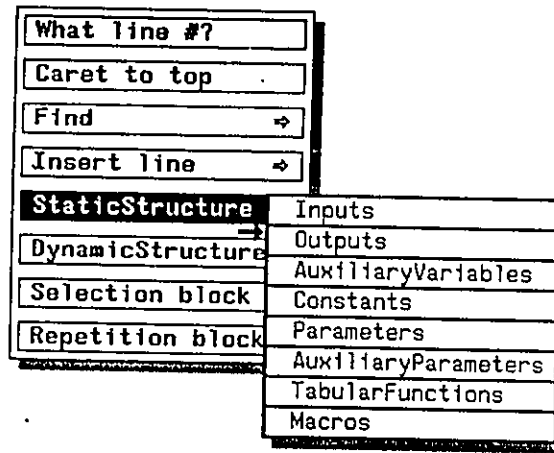 What line #?
Caret to top
Find ⇨
Insert line ⇨
StaticStructure
DynamicStructure
Selection block
Repetition block
Inputs
Outputs
AuxiliaryVariables
Constants
Parameters
AuxiliaryParameters
TabularFunctions
Macros